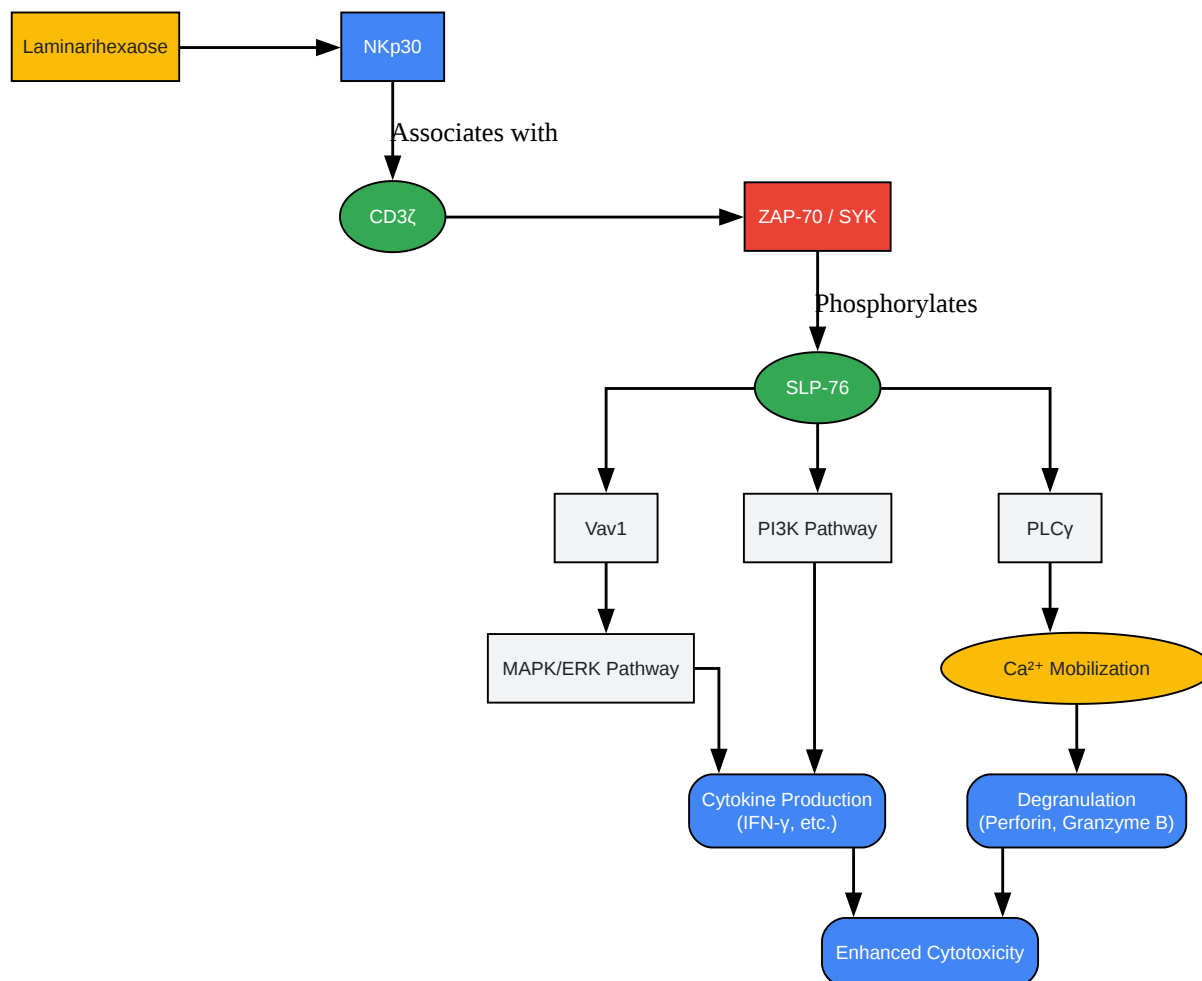 Laminarihexaose
NKp30
Associates with
CD3ζ
ZAP-70 / SYK
Phosphorylates
SLP-76
Vav1
PI3K Pathway
PLCγ
MAPK/ERK Pathway
Ca²⁺ Mobilization
Cytokine Production
(IFN-γ, etc.)
Degranulation
(Perforin, Granzyme B)
Enhanced Cytotoxicity